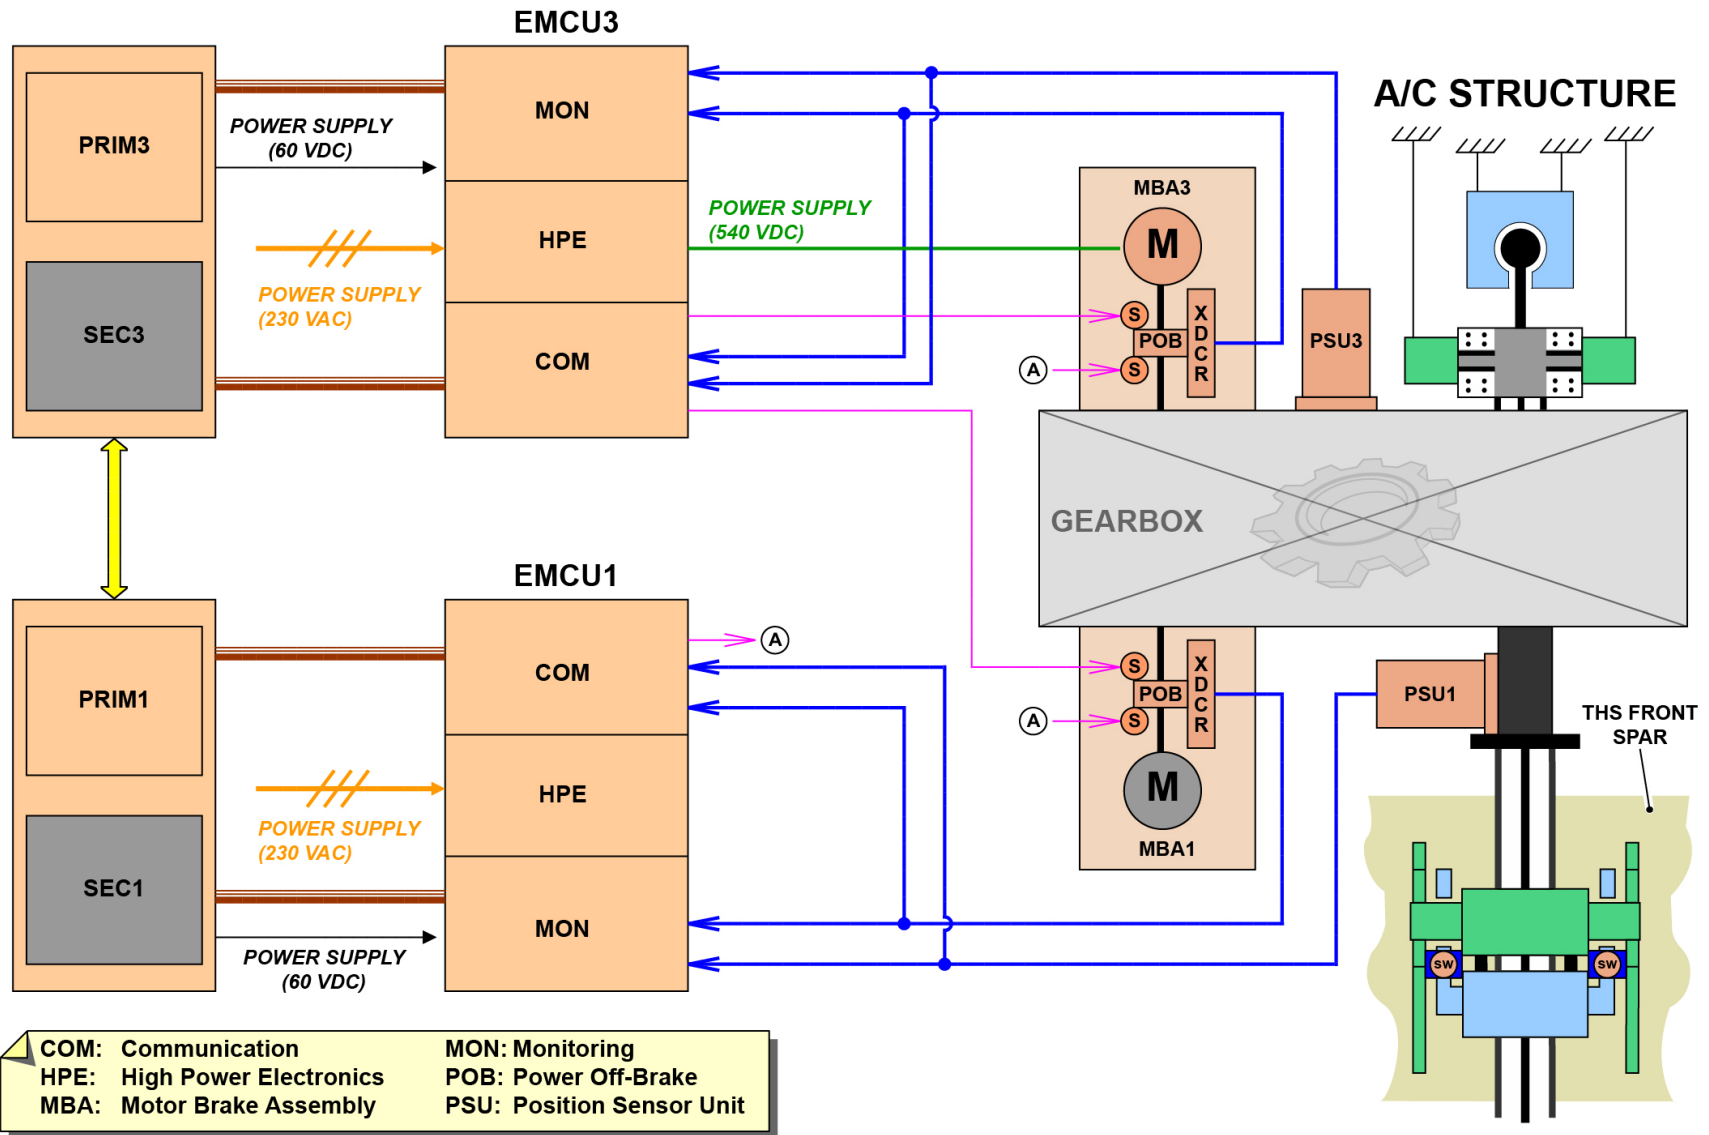 EMCU3
PRIM3
SEC3
POWER SUPPLY
(60 VDC)
POWER SUPPLY
(230 VAC)
MON
HPE
COM
POWER SUPPLY
(540 VDC)
MBA3
M
S
POB
S
X
D
C
R
A
PSU3
A/C STRUCTURE
GEARBOX
EMCU1
PRIM1
SEC1
POWER SUPPLY
(230 VAC)
POWER SUPPLY
(60 VDC)
COM
HPE
MON
A
S
POB
S
X
D
C
R
A
M
MBA1
PSU1
THS FRONT
SPAR
SW
SW
COM: Communication
HPE: High Power Electronics
MBA: Motor Brake Assembly
MON: Monitoring
POB: Power Off-Brake
PSU: Position Sensor Unit